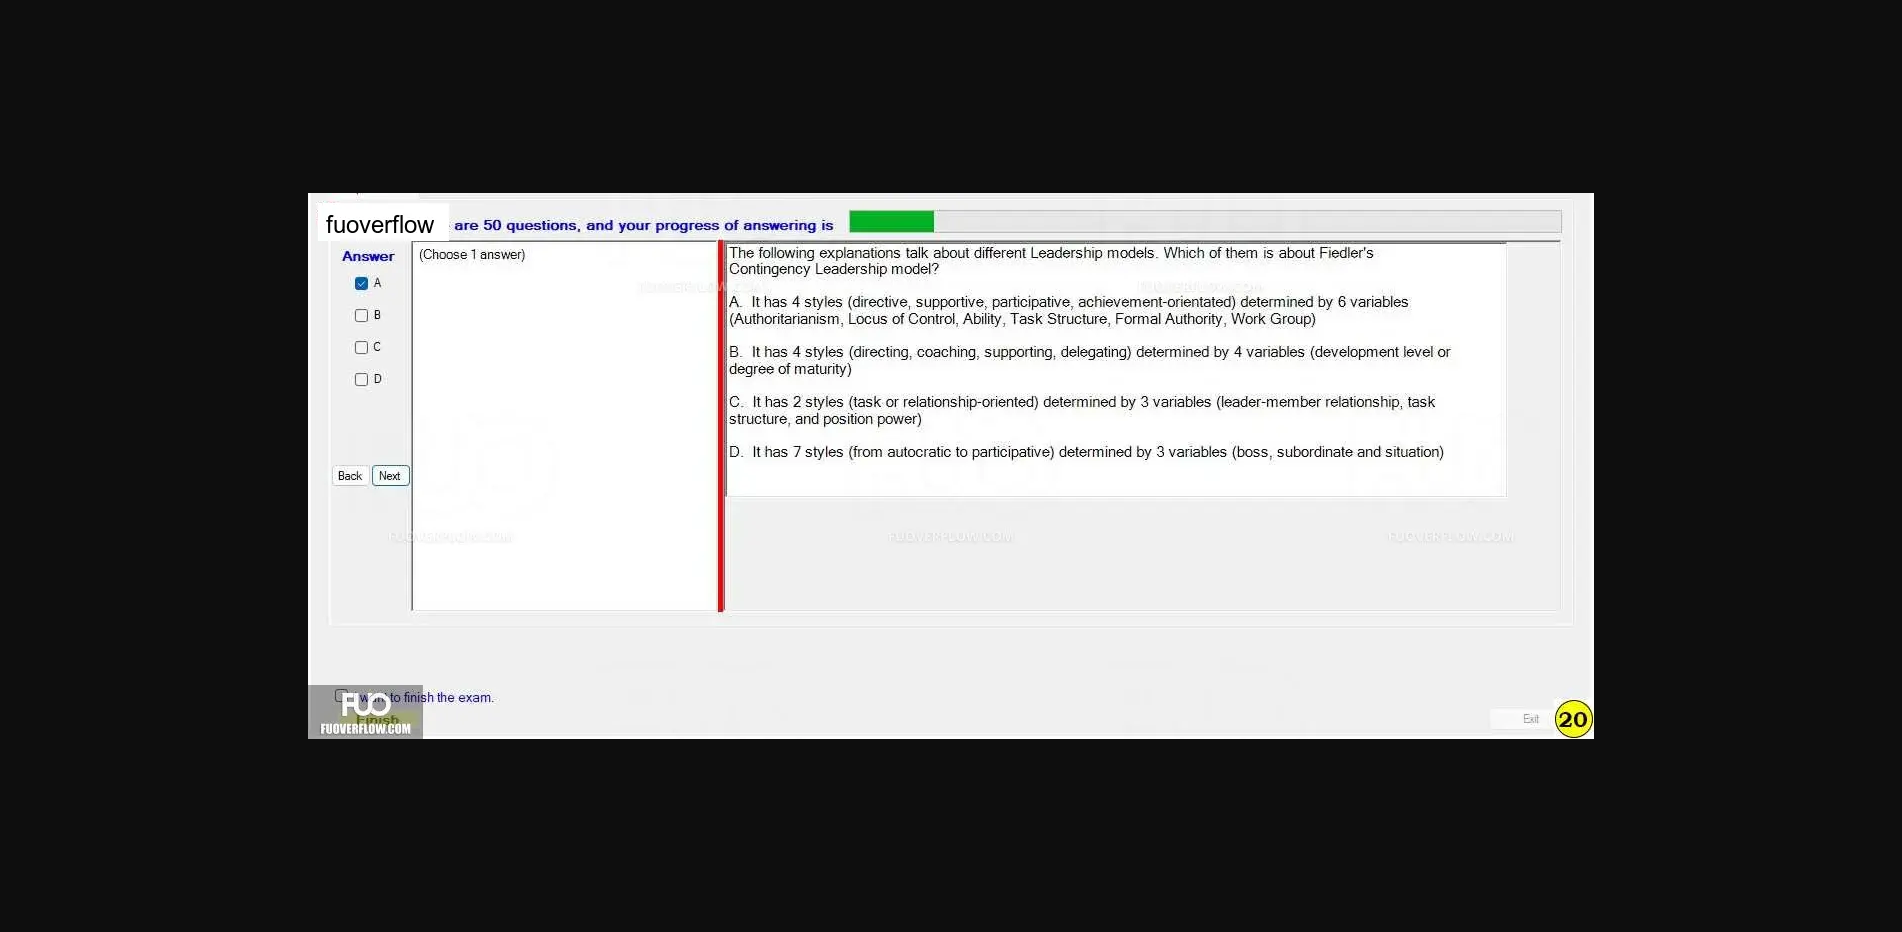 fuoverflow are 50 questions, and your progress of answering is
Answer
(Choose 1 answer)
A
B
C
D
Back Next
The following explanations talk about different Leadership models. Which of them is about Fiedler's
Contingency Leadership model?
A. It has 4 styles (directive, supportive, participative, achievement-orientated) determined by 6 variables
(Authoritarianism, Locus of Control, Ability, Task Structure, Formal Authority, Work Group)
B. It has 4 styles (directing, coaching, supporting, delegating) determined by 4 variables (development level or
degree of maturity)
C. It has 2 styles (task or relationship-oriented) determined by 3 variables (leader-member relationship, task
structure, and position power)
D. It has 7 styles (from autocratic to participative) determined by 3 variables (boss, subordinate and situation)
FUOVERFLOW.COM
FUOVERFLOW.COM
FUOVERFLOW.COM
want to finish the exam.
Finish
FUO
FUOVERFLOW.COM
Exit
20